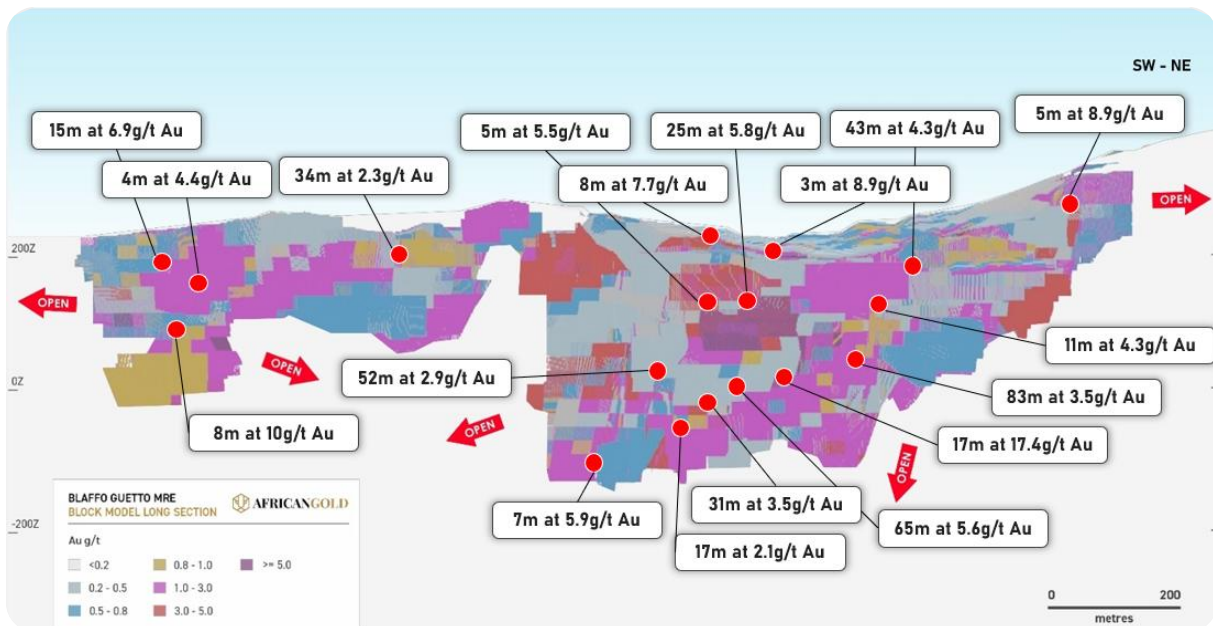 SW - NE
15m at 6.9g/t Au
4m at 4.4g/t Au
34m at 2.3g/t Au
5m at 5.5g/t Au
25m at 5.8g/t Au
43m at 4.3g/t Au
5m at 8.9g/t Au
8m at 7.7g/t Au
3m at 8.9g/t Au
200Z
OPEN
OPEN
OPEN
0Z
52m at 2.9g/t Au
11m at 4.3g/t Au
83m at 3.5g/t Au
8m at 10g/t Au
OPEN
OPEN
17m at 17.4g/t Au
7m at 5.9g/t Au
31m at 3.5g/t Au
65m at 5.6g/t Au
17m at 2.1g/t Au
-200Z
BLAFFO GUETTO MRE
BLOCK MODEL LONG SECTION
AFRICANGOLD
Au g/t
<0.2
0.8 - 1.0
>= 5.0
0.2 - 0.5
1.0 - 3.0
0.5 - 0.8
3.0 - 5.0
0 200
metres